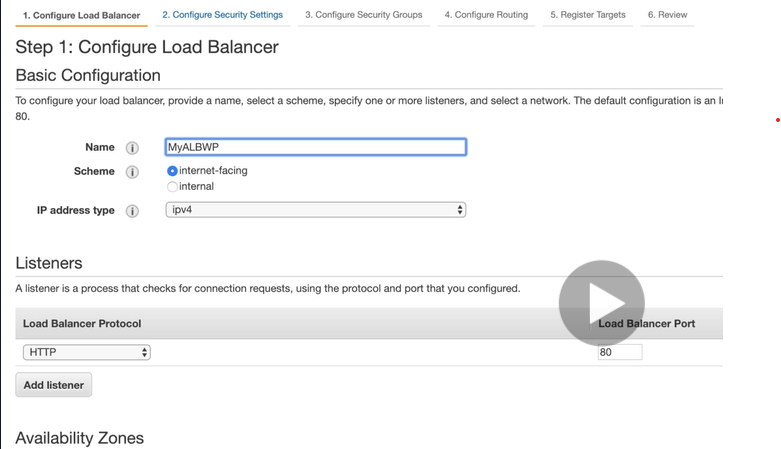 1. Configure Load Balancer 2. Configure Security Settings 3. Configure Security Groups 4. Configure Routing 5. Register Targets 6. Review
Step 1: Configure Load Balancer
Basic Configuration
To configure your load balancer, provide a name, select a scheme, specify one or more listeners, and select a network. The default configuration is an
80.
Name i MyALBWP
Scheme i internet-facing
internal
IP address type i ipv4
Listeners
A listener is a process that checks for connection requests, using the protocol and port that you configured.
Load Balancer Protocol Load Balancer Port
HTTP 80
Add listener
Availability Zones